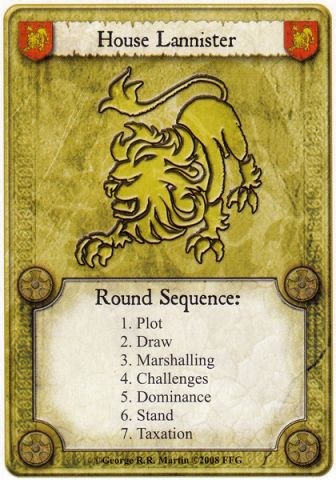 House Lannister
Round Sequence:
1. Plot
2. Draw
3. Marshalling
4. Challenges
5. Dominance
6. Stand
7. Taxation
©George R.R. Martin ©2008 FFG